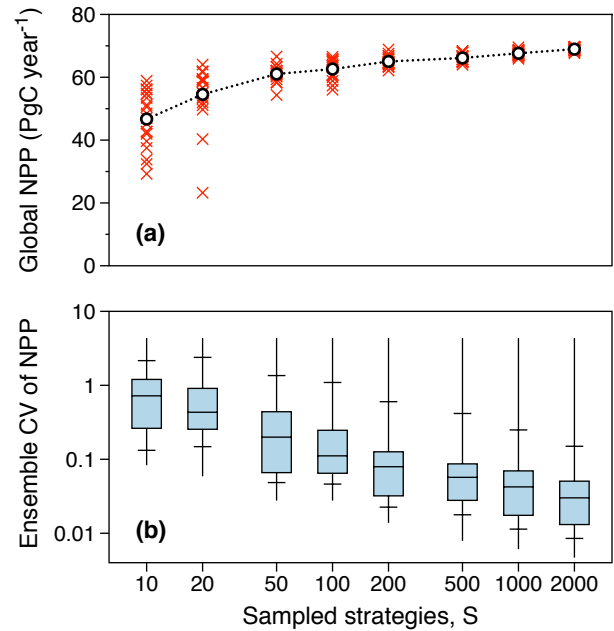 80
60
40
20
0
Global NPP (PgC year⁻¹)
(a)
10
1
0.1
0.01
Ensemble CV of NPP
(b)
10 20 50 100 200 500 1000 2000
Sampled strategies, S